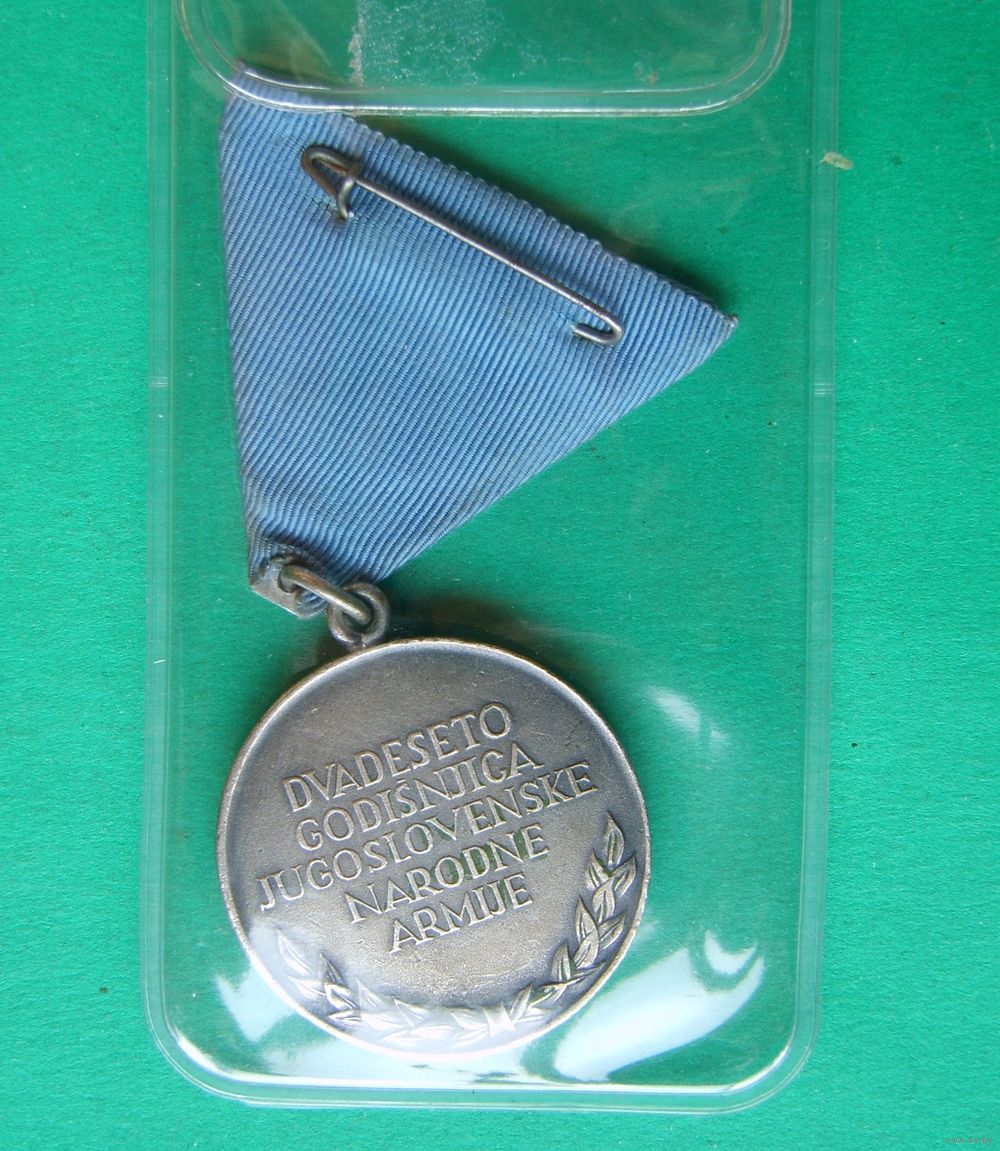 DVADESETO
GODIŠNJICA
JUGOSLOVENSKE
NARODNE
ARMIJE